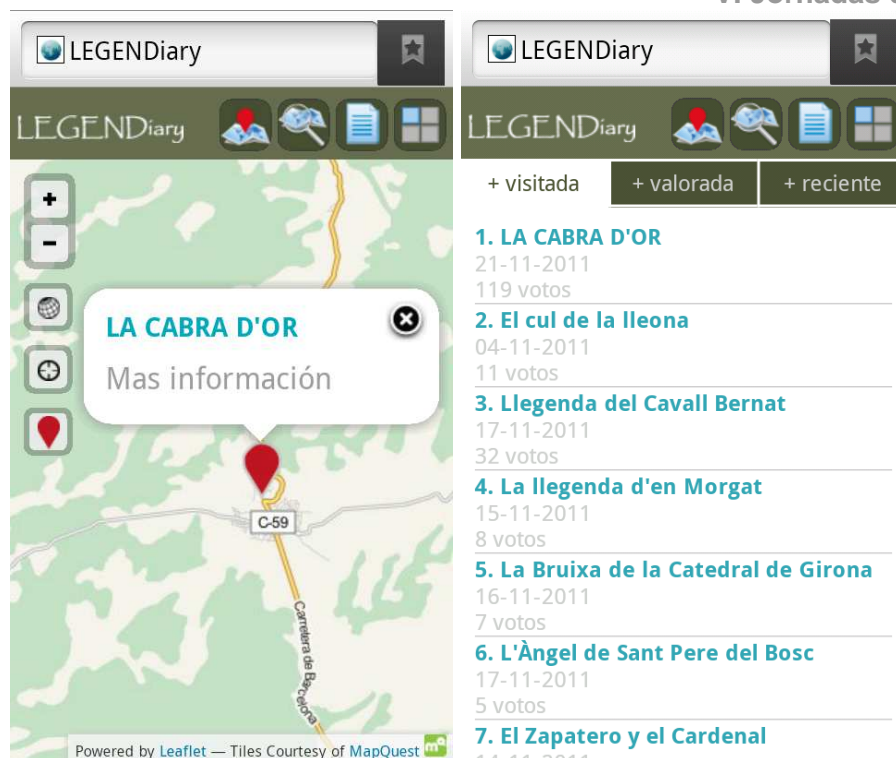 LEGENDiary
LEGENDiary
+
−
LA CABRA D'OR
Mas información
C-59
Carretera de Barcelona
Powered by Leaflet — Tiles Courtesy of MapQuest
LEGENDiary
LEGENDiary
+ visitada
+ valorada
+ reciente
1. LA CABRA D'OR
21-11-2011
119 votos
2. El cul de la lleona
04-11-2011
11 votos
3. Llegenda del Cavall Bernat
17-11-2011
32 votos
4. La llegenda d'en Morgat
15-11-2011
8 votos
5. La Bruixa de la Catedral de Girona
16-11-2011
7 votos
6. L'Àngel de Sant Pere del Bosc
17-11-2011
5 votos
7. El Zapatero y el Cardenal